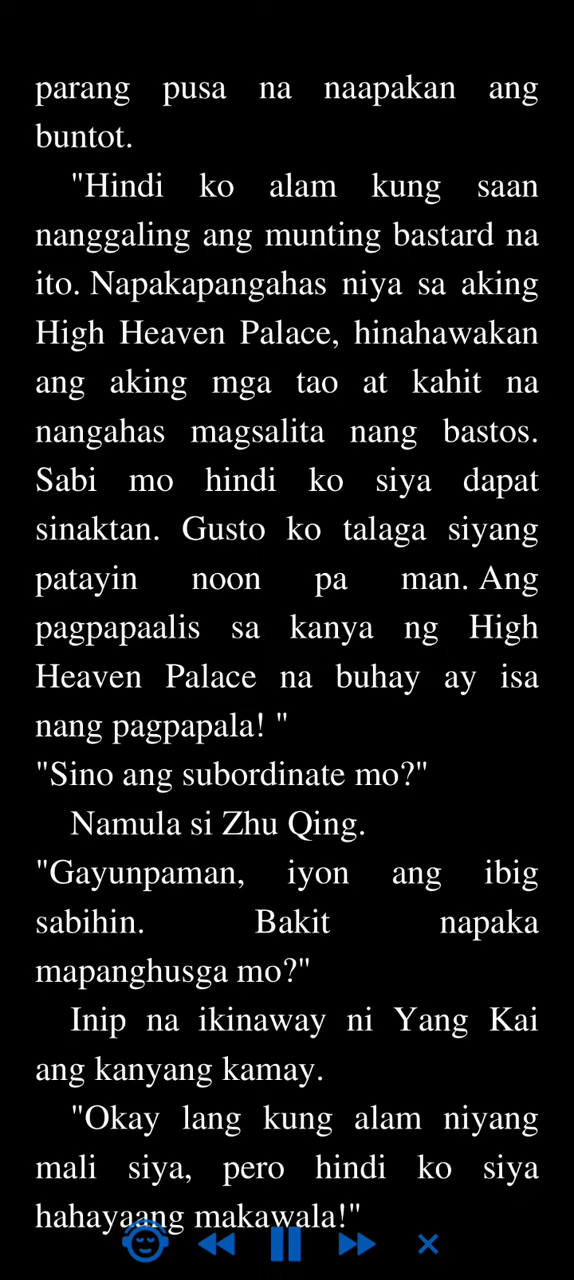 parang pusa na naapakan ang
buntot.
"Hindi ko alam kung saan
nanggaling ang munting bastard na
ito. Napakapangahas niya sa aking
High Heaven Palace, hinahawakan
ang aking mga tao at kahit na
nangahas magsalita nang bastos.
Sabi mo hindi ko siya dapat
sinaktan. Gusto ko talaga siyang
patayin noon pa man. Ang
pagpapaalis sa kanya ng High
Heaven Palace na buhay ay isa
nang pagpapala! "
"Sino ang subordinate mo?"
Namula si Zhu Qing.
"Gayunpaman, iyon ang ibig
sabihin. Bakit napaka
mapanghusga mo?"
Inip na ikinaway ni Yang Kai
ang kanyang kamay.
"Okay lang kung alam niyang
mali siya, pero hindi ko siya
hahayaang makawala!"